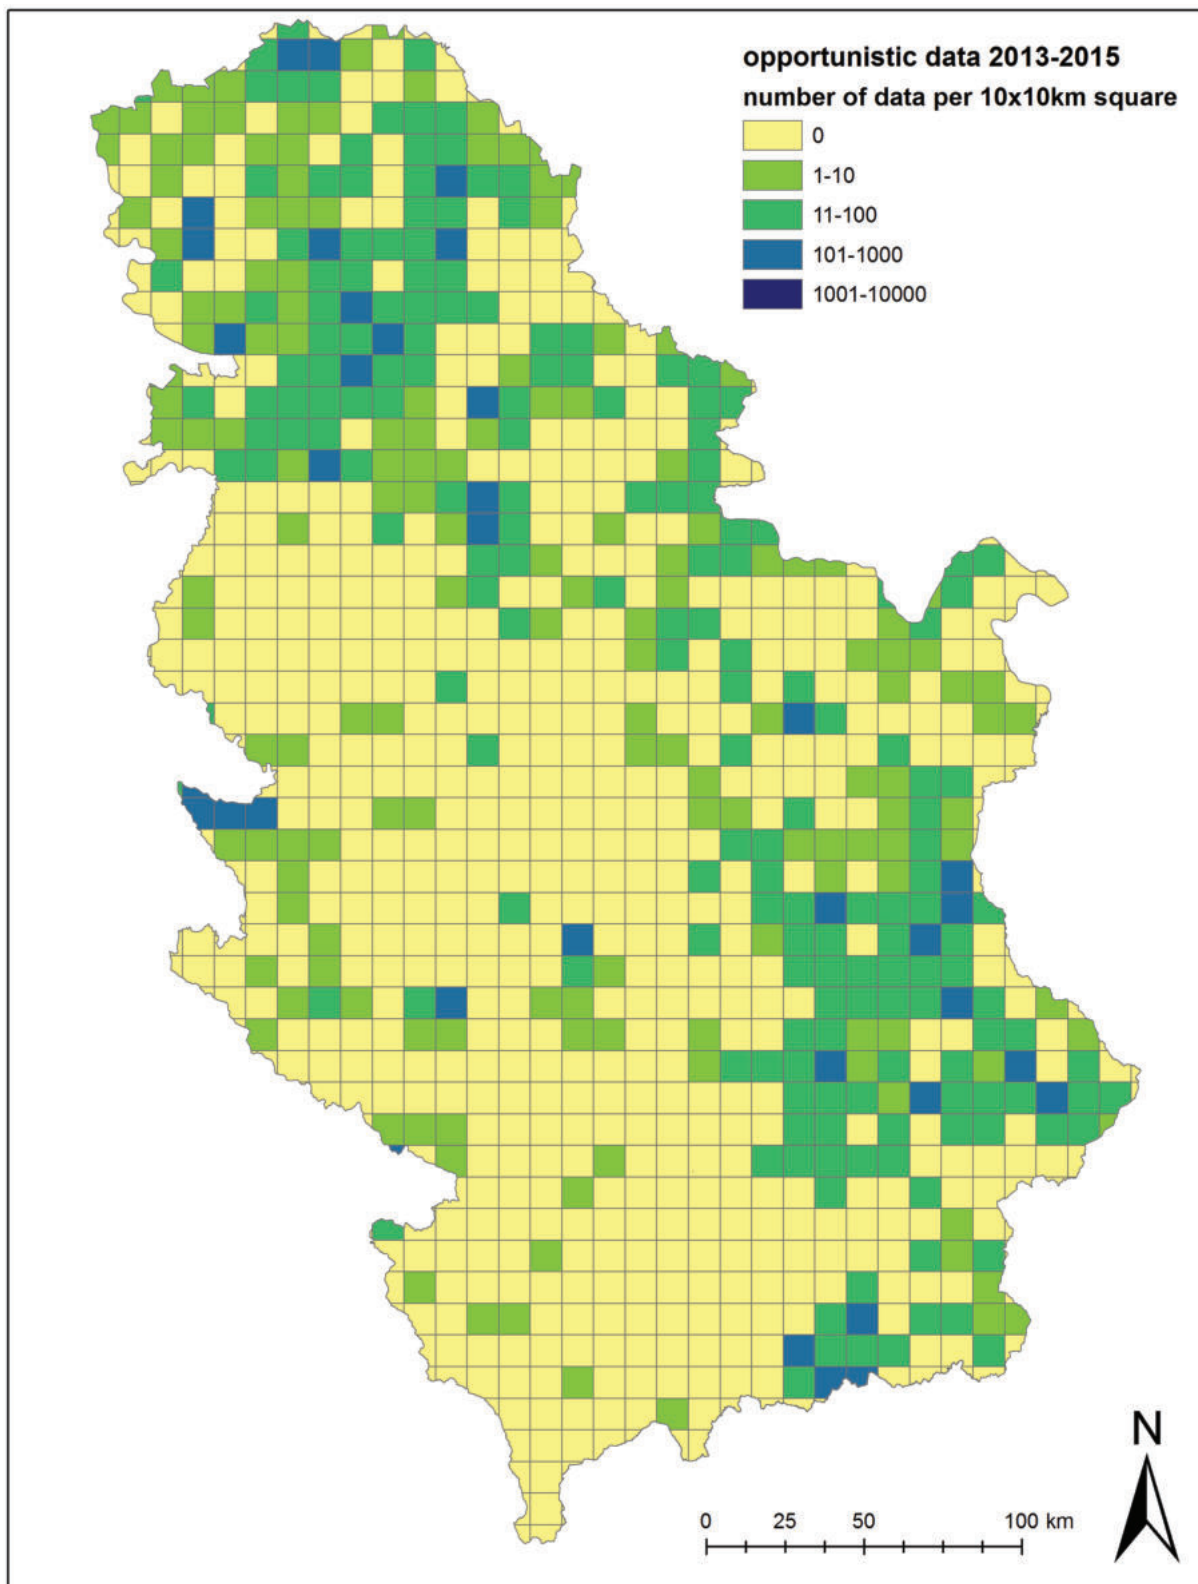 opportunistic data 2013-2015
number of data per 10x10km square
0
1-10
11-100
101-1000
1001-10000
N
0 25 50 100 km